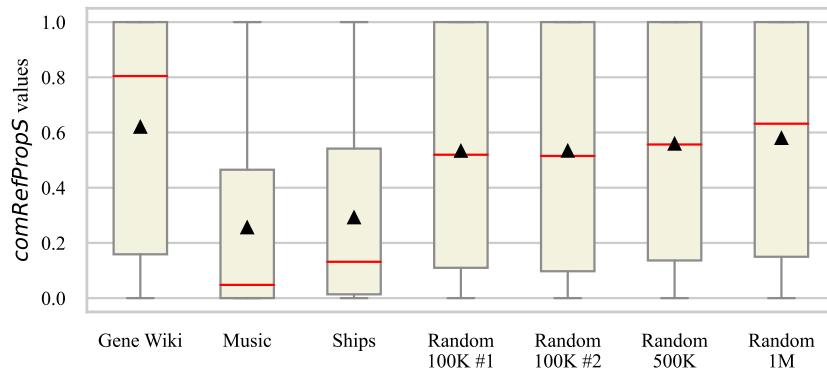 comRefPropS values
1.0
0.8
0.6
0.4
0.2
0.0
Gene Wiki
Music
Ships
Random
100K #1
Random
100K #2
Random
500K
Random
1M